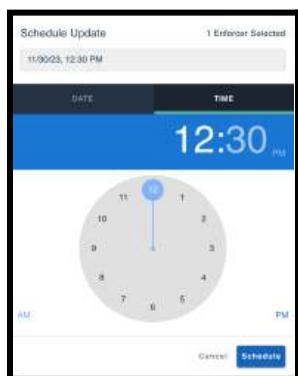 Schedule Update
1 Enforcer Selected
11/30/23, 12:30 PM
DATE
TIME
12:30 PM
12
11
1
10
2
9
3
8
4
7
5
6
AM
PM
Cancel
Schedule